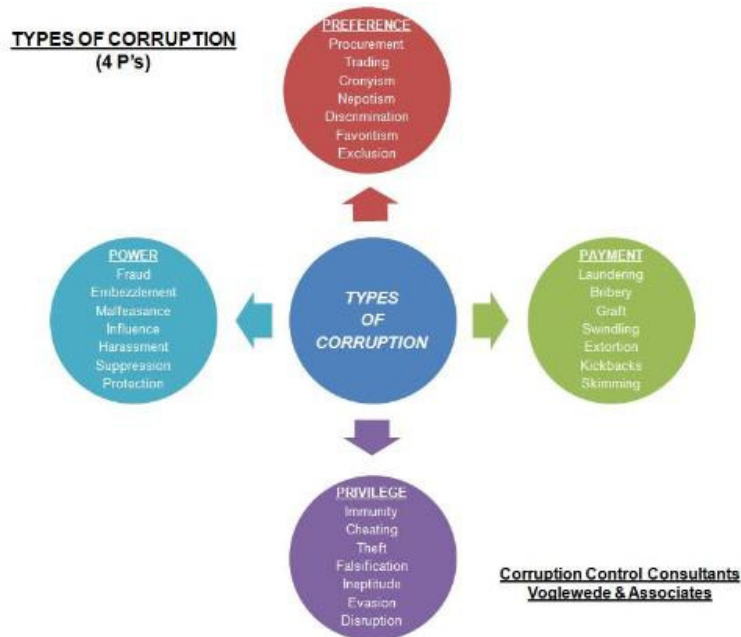 TYPES OF CORRUPTION
(4 P's)
PREFERENCE
Procurement
Trading
Cronyism
Nepotism
Discrimination
Favoritism
Exclusion
POWER
Fraud
Embezzlement
Malfeasance
Influence
Harassment
Suppression
Protection
TYPES
OF
CORRUPTION
PAYMENT
Laundering
Bribery
Graft
Swindling
Extortion
Kickbacks
Skimming
PRIVILEGE
Immunity
Cheating
Theft
Falsification
Ineptitude
Evasion
Disruption
Corruption Control Consultants
Voglewede & Associates